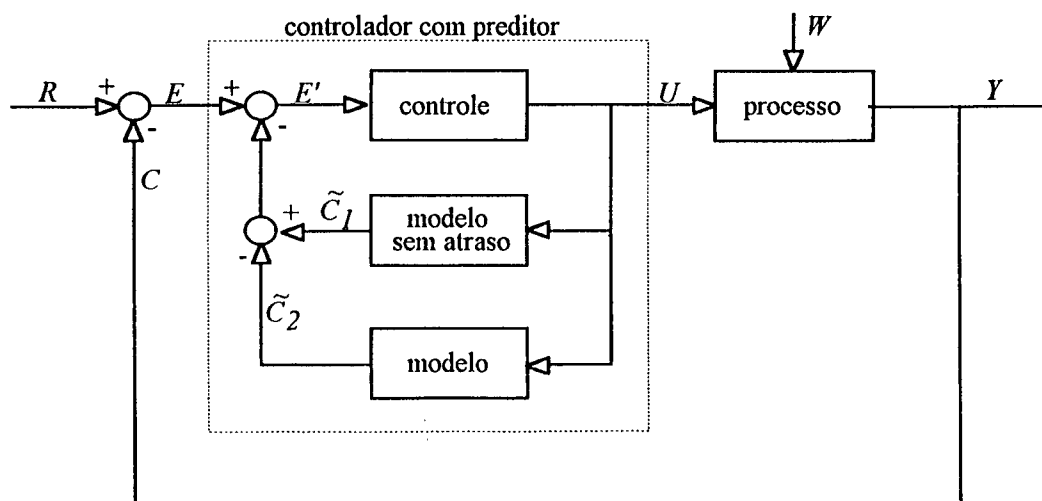 controlador com preditor
W
R
+
-
E
+
-
E'
controle
U
processo
Y
C
+
-
C̃1
modelo
sem atraso
C̃2
modelo